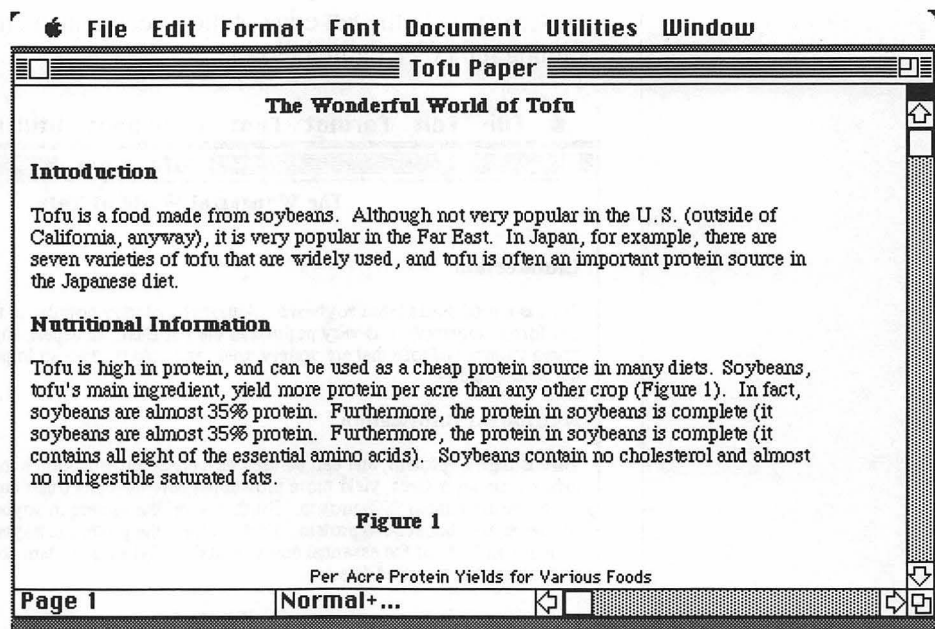 File Edit Format Font Document Utilities Window
Tofu Paper
The Wonderful World of Tofu
Introduction
Tofu is a food made from soybeans. Although not very popular in the U.S. (outside of
California, anyway), it is very popular in the Far East. In Japan, for example, there are
seven varieties of tofu that are widely used, and tofu is often an important protein source in
the Japanese diet.
Nutritional Information
Tofu is high in protein, and can be used as a cheap protein source in many diets. Soybeans,
tofu's main ingredient, yield more protein per acre than any other crop (Figure 1). In fact,
soybeans are almost 35% protein. Furthermore, the protein in soybeans is complete (it
soybeans are almost 35% protein. Furthermore, the protein in soybeans is complete (it
contains all eight of the essential amino acids). Soybeans contain no cholesterol and almost
no indigestible saturated fats.
Figure 1
Per Acre Protein Yields for Various Foods
Page 1 Normal+...